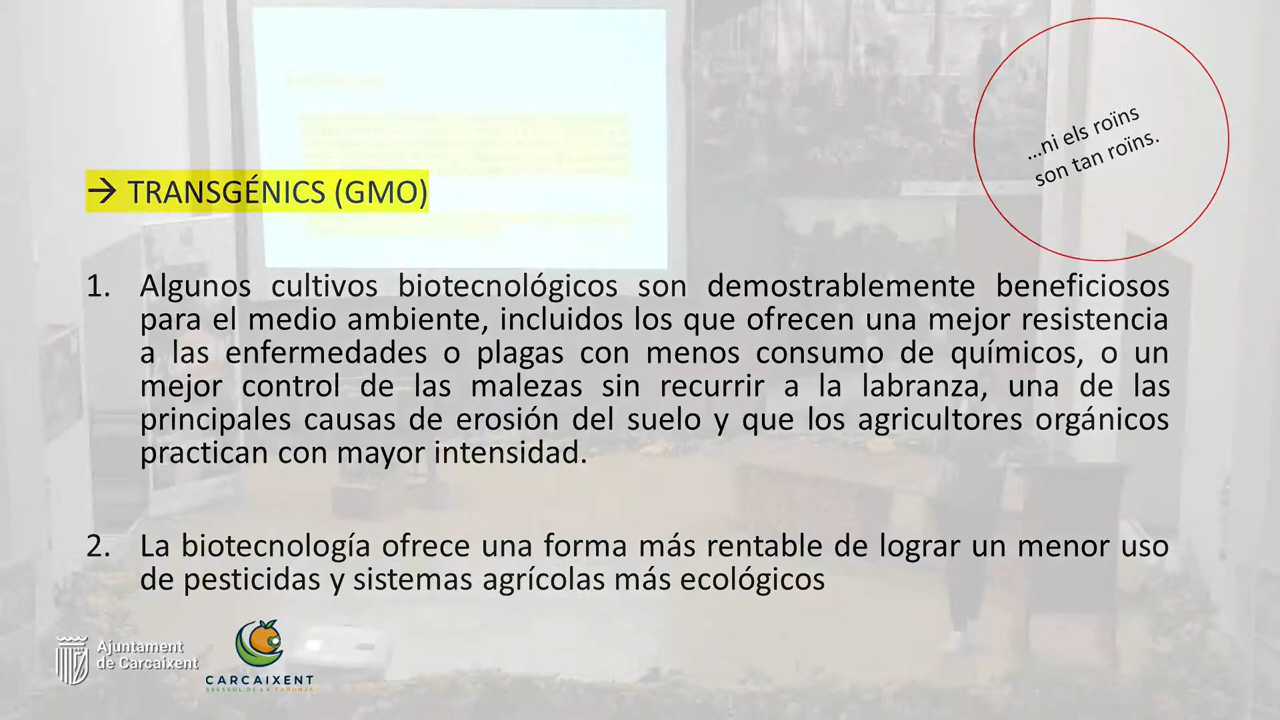 ...ni els roïns
son tan roïns.
→ TRANSGÉNICS (GMO)
1. Algunos cultivos biotecnológicos son demostrablemente beneficiosos
para el medio ambiente, incluidos los que ofrecen una mejor resistencia
a las enfermedades o plagas con menos consumo de químicos, o un
mejor control de las malezas sin recurrir a la labranza, una de las
principales causas de erosión del suelo y que los agricultores orgánicos
practican con mayor intensidad.
2. La biotecnología ofrece una forma más rentable de lograr un menor uso
de pesticidas y sistemas agrícolas más ecológicos
Ajuntament
de Carcaixent
CARCAIXENT
BRESSOL DE LA TARONJA